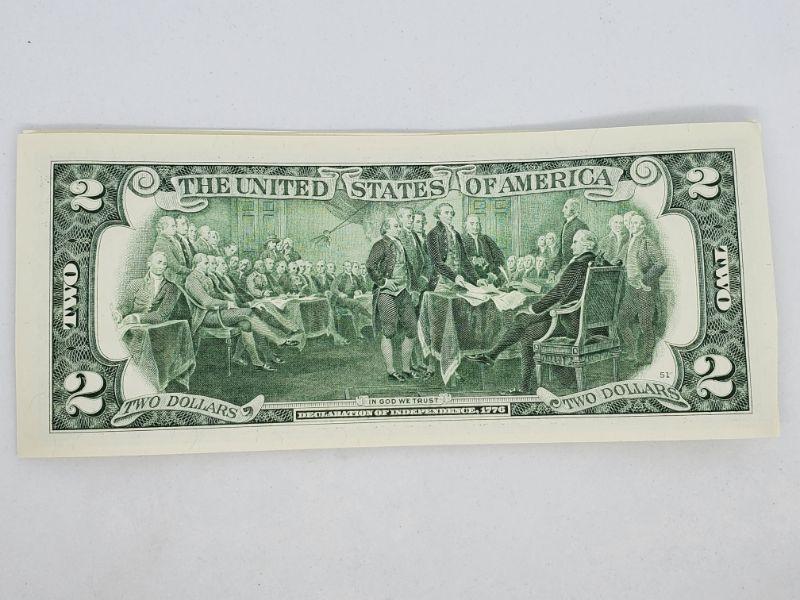 2 THE UNITED STATES OF AMERICA 2
TWO TWO
51
2 TWO DOLLARS IN GOD WE TRUST TWO DOLLARS 2
DECLARATION OF INDEPENDENCE, 1776